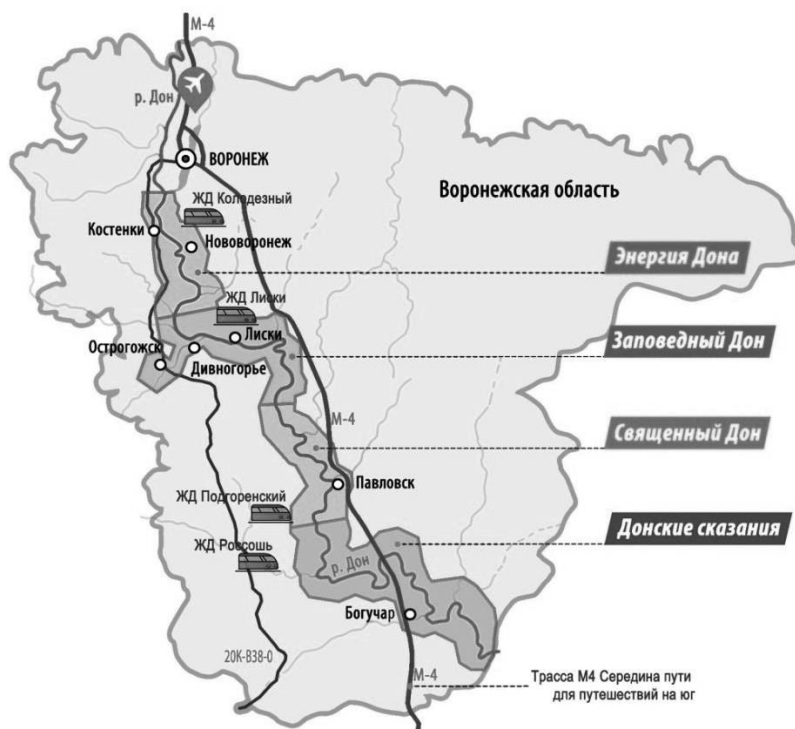 М-4
р. Дон
ВОРОНЕЖ
Воронежская область
ЖД Колодезный
Костенки
Нововоронеж
Энергия Дона
ЖД Лиски
Лиски
Острогожск
Дивногорье
Заповедный Дон
М-4
Священный Дон
Павловск
ЖД Подгоренский
Донские сказания
ЖД Россошь
р. Дон
Богучар
20К-В38-0
М-4
Трасса М4 Середина пути
для путешествий на юг